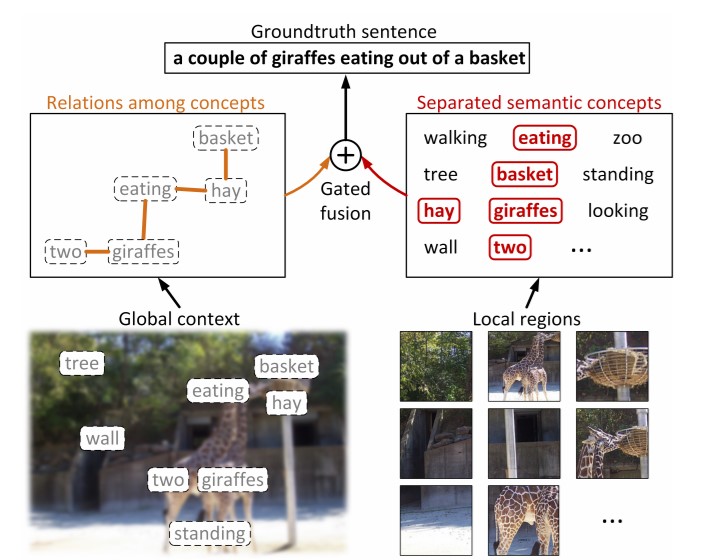 Groundtruth sentence
a couple of giraffes eating out of a basket
Relations among concepts
basket
eating
hay
two
giraffes
Gated
fusion
Separated semantic concepts
walking eating zoo
tree basket standing
hay giraffes looking
wall two ...
Global context
tree
basket
eating
hay
wall
two giraffes
standing
Local regions
...